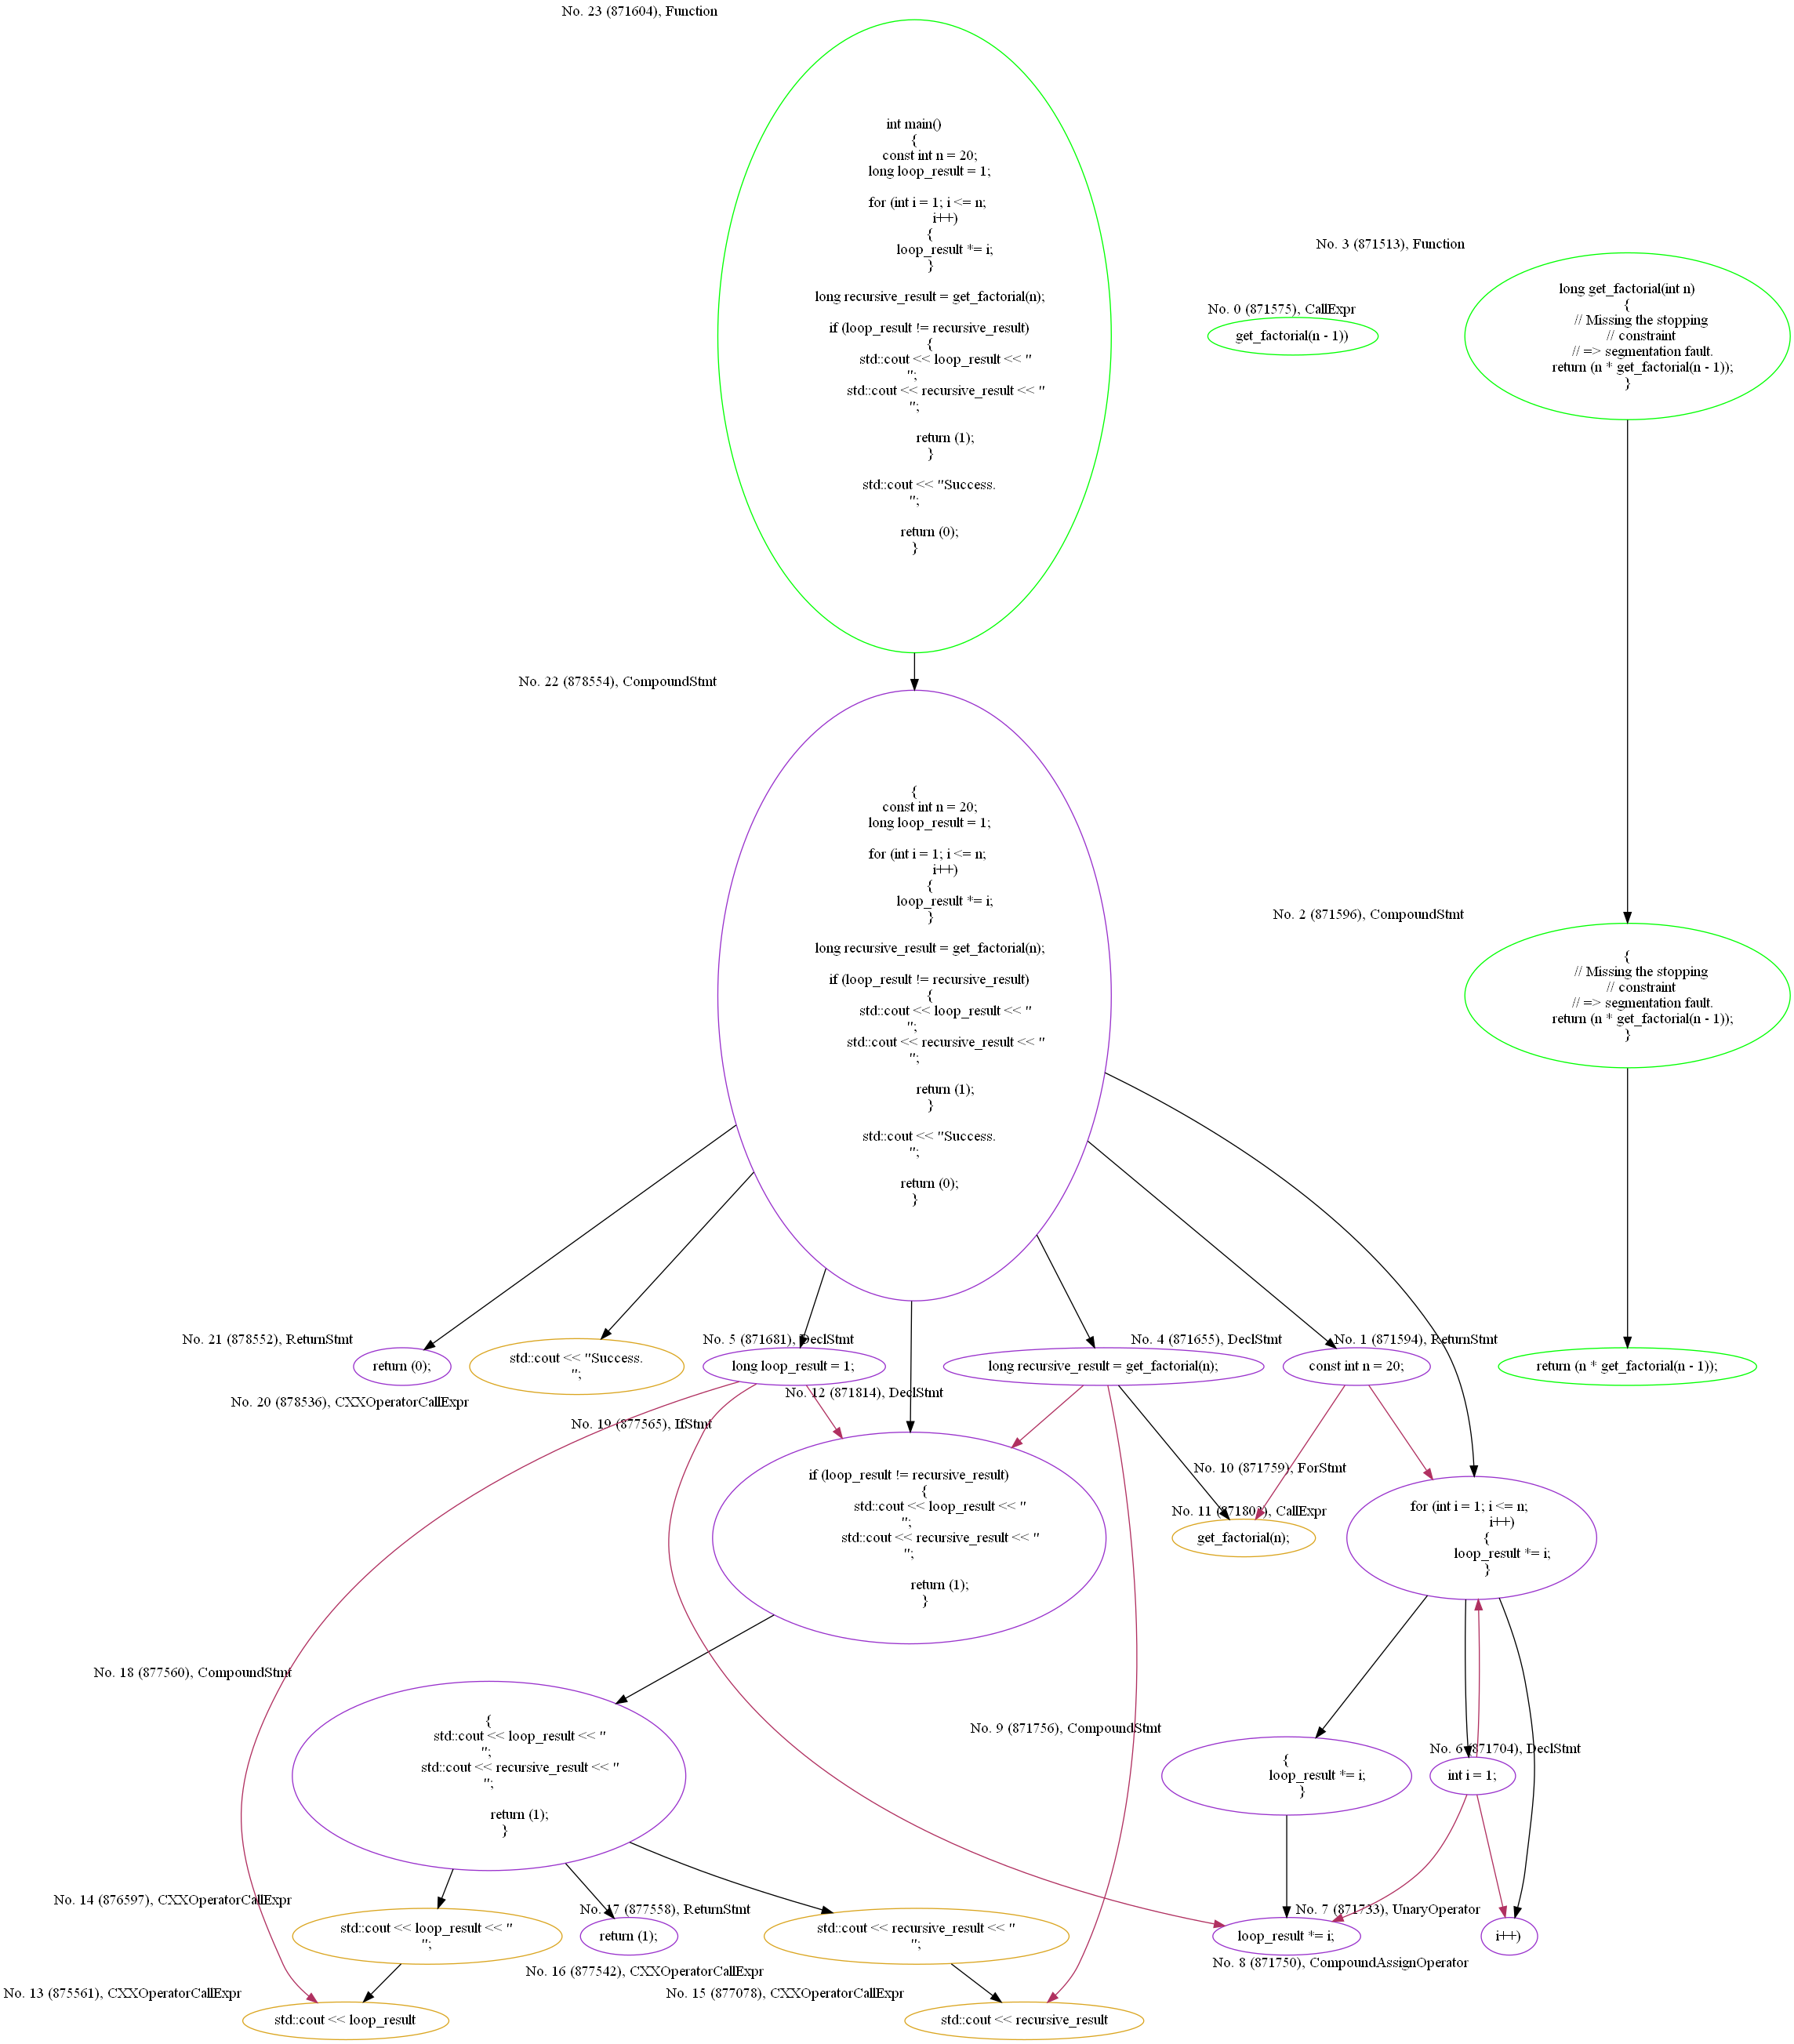 No. 23 (871604), Function
int main()
{
const int n = 20;
long loop_result = 1;
for (int i = 1; i <= n;
i++)
{
loop_result *= i;
}
long recursive_result = get_factorial(n);
if (loop_result != recursive_result)
{
std::cout << loop_result << "
";
std::cout << recursive_result << "
";
return (1);
}
std::cout << "Success.
";
return (0);
}
No. 3 (871513), Function
long get_factorial(int n)
{
// Missing the stopping
// constraint
// => segmentation fault.
return (n * get_factorial(n - 1));
}
No. 0 (871575), CallExpr
get_factorial(n - 1))
No. 22 (878554), CompoundStmt
{
const int n = 20;
long loop_result = 1;
for (int i = 1; i <= n;
i++)
{
loop_result *= i;
}
long recursive_result = get_factorial(n);
if (loop_result != recursive_result)
{
std::cout << loop_result << "
";
std::cout << recursive_result << "
";
return (1);
}
std::cout << "Success.
";
return (0);
}
No. 2 (871596), CompoundStmt
{
// Missing the stopping
// constraint
// => segmentation fault.
return (n * get_factorial(n - 1));
}
No. 21 (878552), ReturnStmt
return (0);
std::cout << "Success.
";
No. 20 (878536), CXXOperatorCallExpr
No. 5 (871681), DeclStmt
long loop_result = 1;
No. 12 (871814), DeclStmt
long recursive_result = get_factorial(n);
No. 4 (871655), DeclStmt
const int n = 20;
No. 1 (871594), ReturnStmt
return (n * get_factorial(n - 1));
No. 19 (877565), IfStmt
if (loop_result != recursive_result)
{
std::cout << loop_result << "
";
std::cout << recursive_result << "
";
return (1);
}
No. 10 (871759), ForStmt
for (int i = 1; i <= n;
i++)
{
loop_result *= i;
}
No. 11 CallExpr
get_factorial(n);
No. 18 (877560), CompoundStmt
{
std::cout << loop_result << "
";
std::cout << recursive_result << "
";
return (1);
}
No. 9 (871756), CompoundStmt
{
loop_result *= i;
}
No. 6 (871704), DeclStmt
int i = 1;
No. 14 (876597), CXXOperatorCallExpr
std::cout << loop_result << "
";
No. 17 (877558), ReturnStmt
return (1);
std::cout << recursive_result << "
";
No. 16 (877542), CXXOperatorCallExpr
No. 7 (871733), UnaryOperator
i++)
loop_result *= i;
No. 8 (871750), CompoundAssignOperator
No. 13 (875561), CXXOperatorCallExpr
std::cout << loop_result
No. 15 (877078), CXXOperatorCallExpr
std::cout << recursive_result